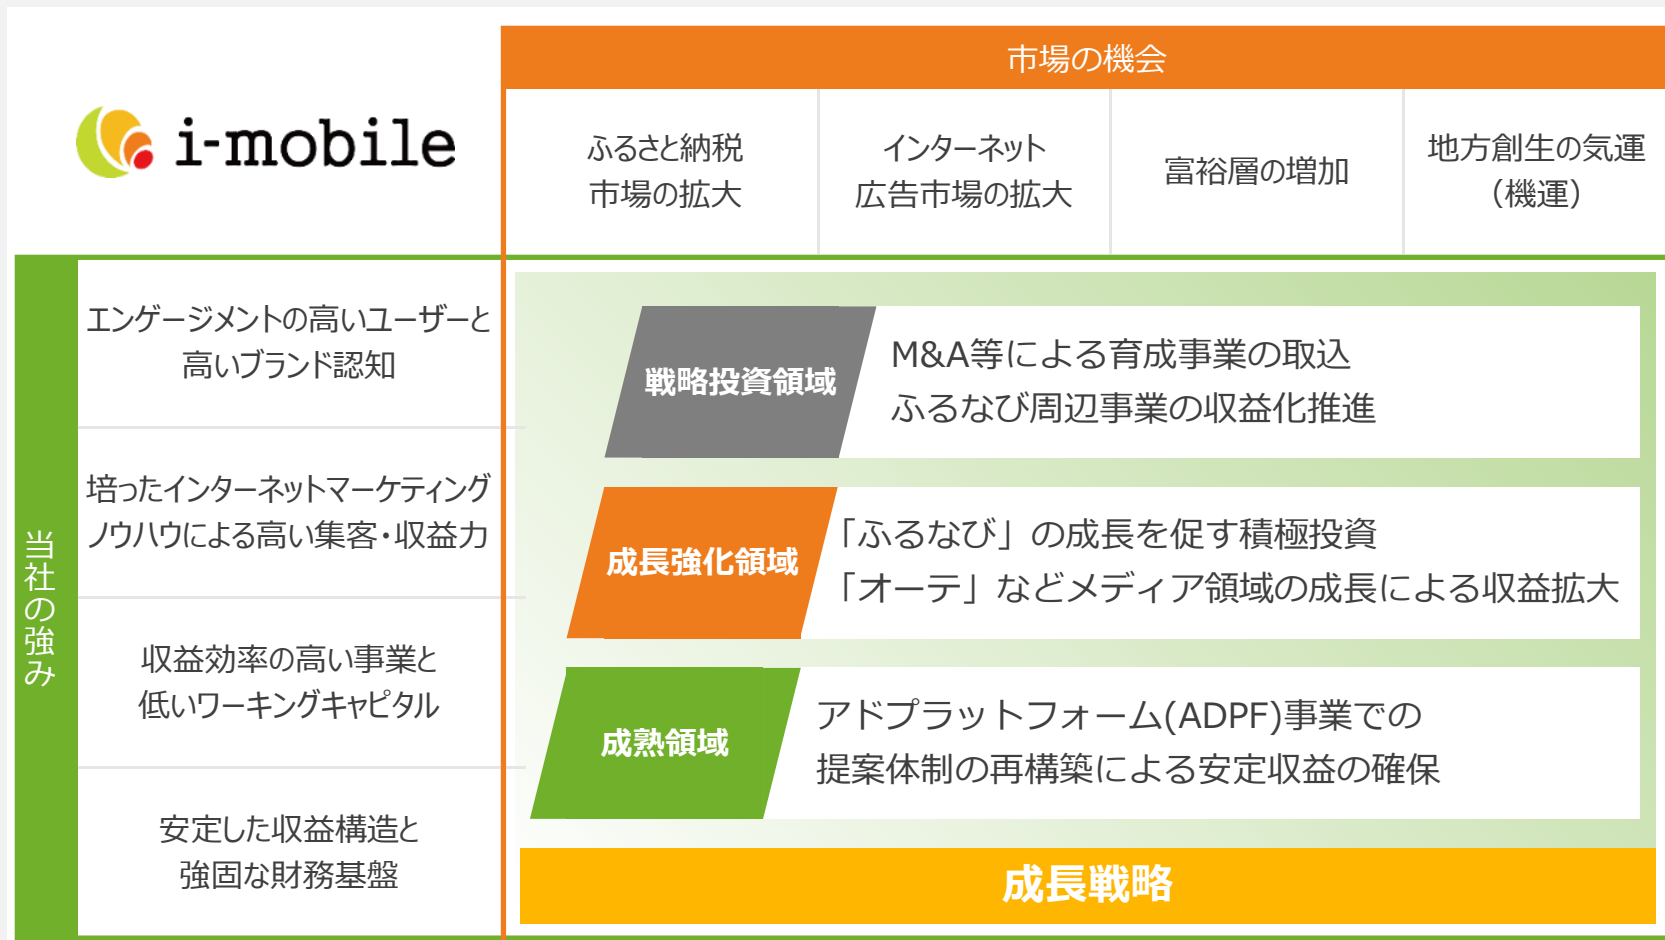 i-mobile
市場の機会
ふるさと納税
市場の拡大
インターネット
広告市場の拡大
富裕層の増加
地方創生の気運
（機運）
当社の強み
エンゲージメントの高いユーザーと
高いブランド認知
培ったインターネットマーケティング
ノウハウによる高い集客・収益力
収益効率の高い事業と
低いワーキングキャピタル
安定した収益構造と
強固な財務基盤
戦略投資領域
M&A等による育成事業の取込
ふるなび周辺事業の収益化推進
成長強化領域
「ふるなび」の成長を促す積極投資
「オーテ」などメディア領域の成長による収益拡大
成熟領域
アドプラットフォーム(ADPF)事業での
提案体制の再構築による安定収益の確保
成長戦略